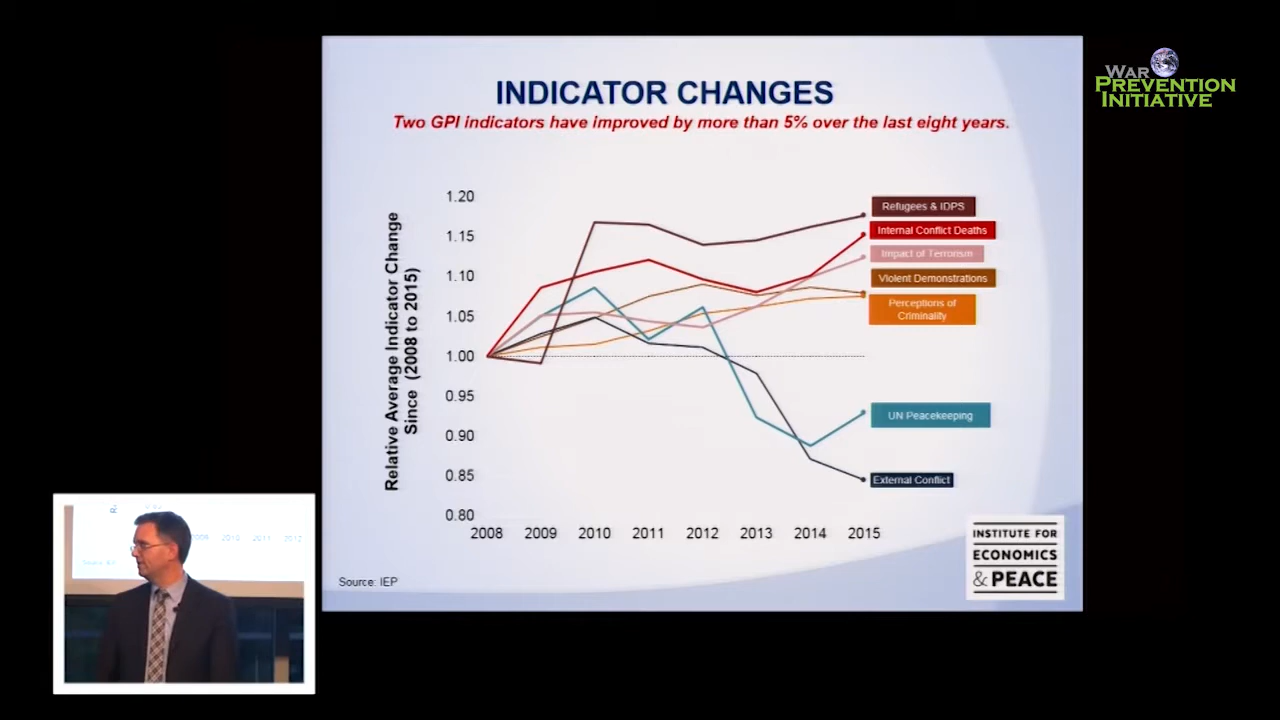 WAR
PREVENTION
INITIATIVE
INDICATOR CHANGES
Two GPI indicators have improved by more than 5% over the last eight years.
Relative Average Indicator Change
Since (2008 to 2015)
1.20
1.15
1.10
1.05
1.00
0.95
0.90
0.85
0.80
2008 2009 2010 2011 2012 2013 2014 2015
Refugees & IDPS
Internal Conflict Deaths
Impact of Terrorism
Violent Demonstrations
Perceptions of
Criminality
UN Peacekeeping
External Conflict
Source: IEP
INSTITUTE FOR
ECONOMICS
& PEACE
2009 2010 2011 2012